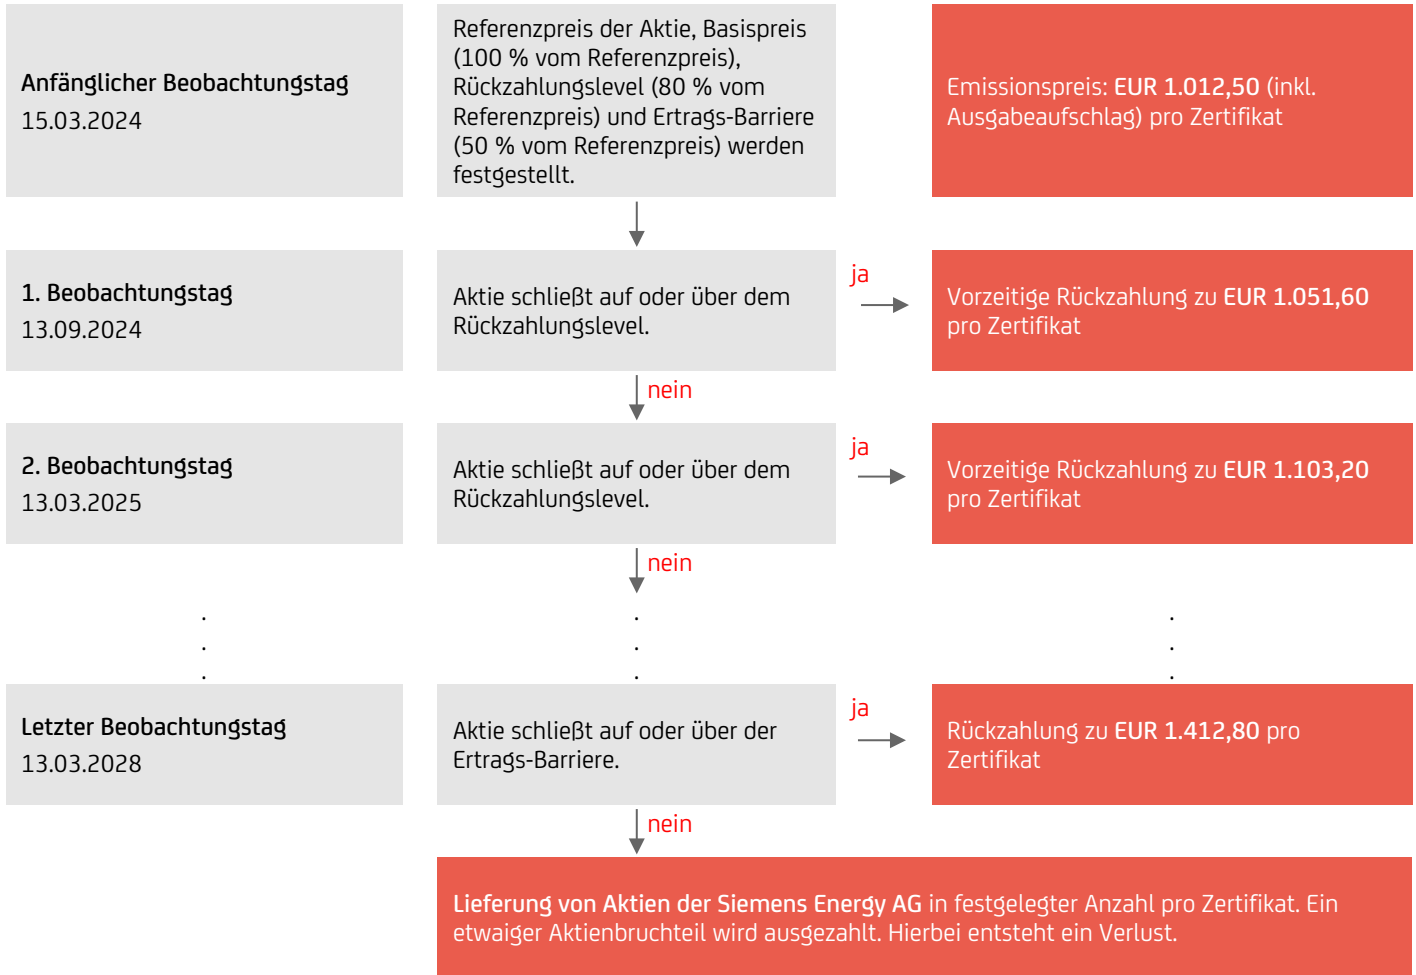 Anfänglicher Beobachtungstag
15.03.2024
Referenzpreis der Aktie, Basispreis
(100 % vom Referenzpreis),
Rückzahlungslevel (80 % vom
Referenzpreis) und Ertrags-Barriere
(50 % vom Referenzpreis) werden
festgestellt.
Emissionspreis: EUR 1.012,50 (inkl.
Ausgabeaufschlag) pro Zertifikat
1. Beobachtungstag
13.09.2024
Aktie schließt auf oder über dem
Rückzahlungslevel.
ja
Vorzeitige Rückzahlung zu EUR 1.051,60
pro Zertifikat
nein
2. Beobachtungstag
13.03.2025
Aktie schließt auf oder über dem
Rückzahlungslevel.
ja
Vorzeitige Rückzahlung zu EUR 1.103,20
pro Zertifikat
nein
. . .
. . .
. . .
Letzter Beobachtungstag
13.03.2028
Aktie schließt auf oder über der
Ertrags-Barriere.
ja
Rückzahlung zu EUR 1.412,80 pro
Zertifikat
nein
Lieferung von Aktien der Siemens Energy AG in festgelegter Anzahl pro Zertifikat. Ein
etwaiger Aktienbruchteil wird ausgezahlt. Hierbei entsteht ein Verlust.